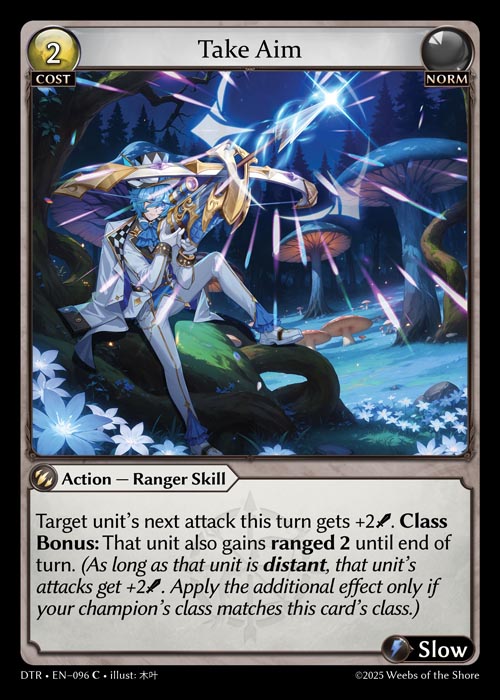 2
Take Aim
COST
NORM
Action — Ranger Skill
Target unit's next attack this turn gets +2. Class
Bonus: That unit also gains ranged 2 until end of
turn. (As long as that unit is distant, that unit's
attacks get +2. Apply the additional effect only if
your champion's class matches this card's class.)
Slow
DTR • EN–096 C • illust: 木叶
©2025 Weebs of the Shore